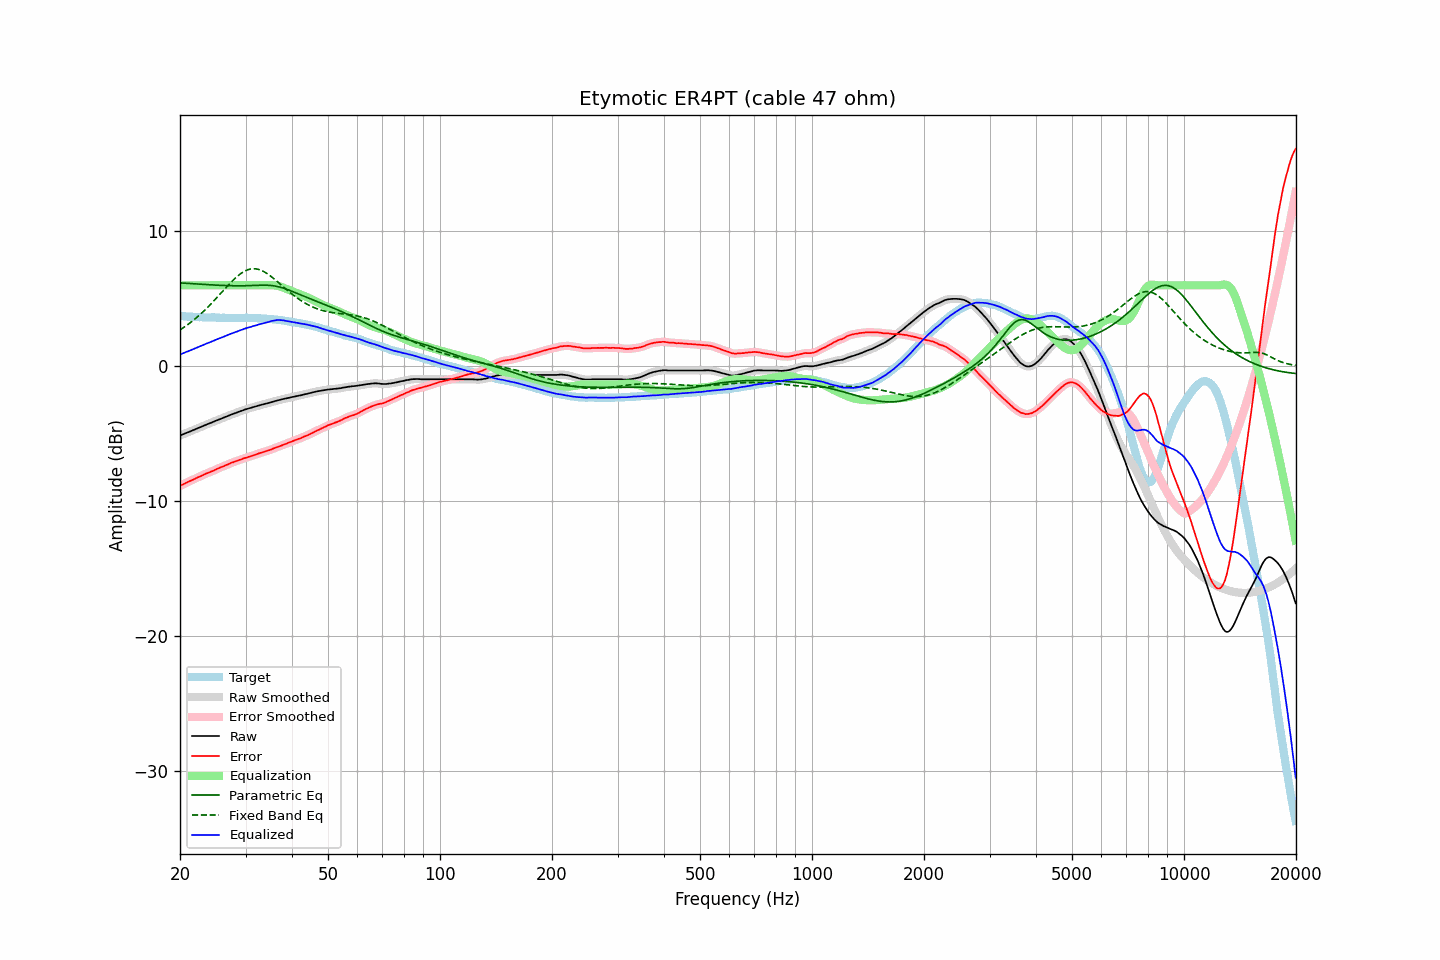 Etymotic ER4PT (cable 47 ohm)
Amplitude (dBr)
10
0
−10
−20
−30
Target
Raw Smoothed
Error Smoothed
Raw
Error
Equalization
Parametric Eq
Fixed Band Eq
Equalized
20 50 100 200 500 1000 2000 5000 10000 20000
Frequency (Hz)